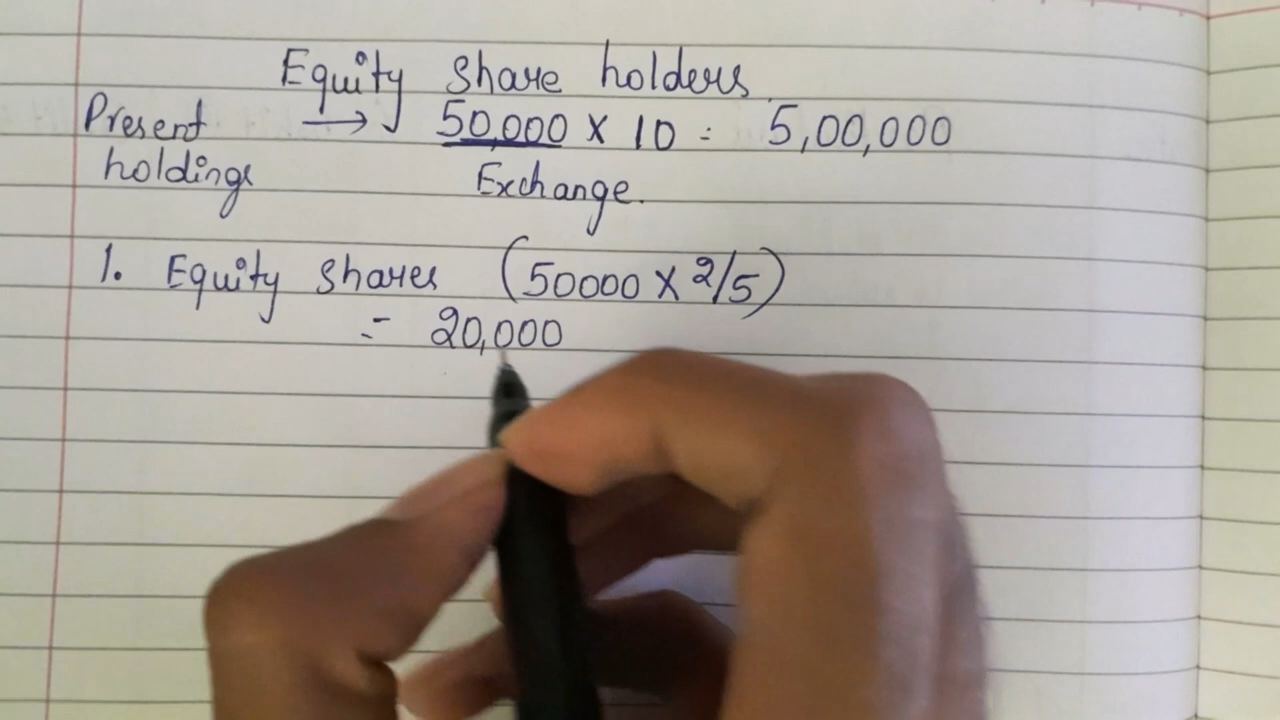 Equity Share holders
Present → 50,000 X 10 = 5,00,000
holdings Exchange.
1. Equity Shares (50000 X 2/5)
= 20,000